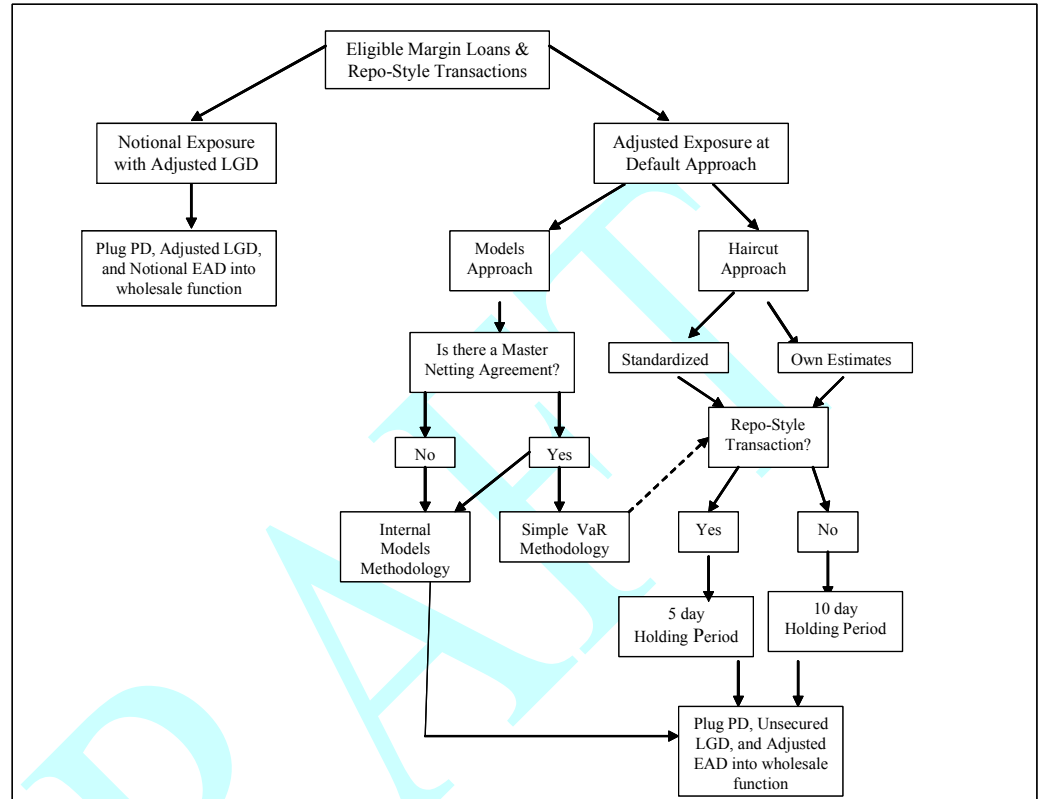 Eligible Margin Loans &
Repo-Style Transactions
Notional Exposure
with Adjusted LGD
Adjusted Exposure at
Default Approach
Plug PD, Adjusted LGD,
and Notional EAD into
wholesale function
Models
Approach
Haircut
Approach
Is there a Master
Netting Agreement?
Standardized
Own Estimates
Repo-Style
Transaction?
No
Yes
Internal
Models
Methodology
Simple VaR
Methodology
Yes
No
5 day
Holding Period
10 day
Holding Period
Plug PD, Unsecured
LGD, and Adjusted
EAD into wholesale
function